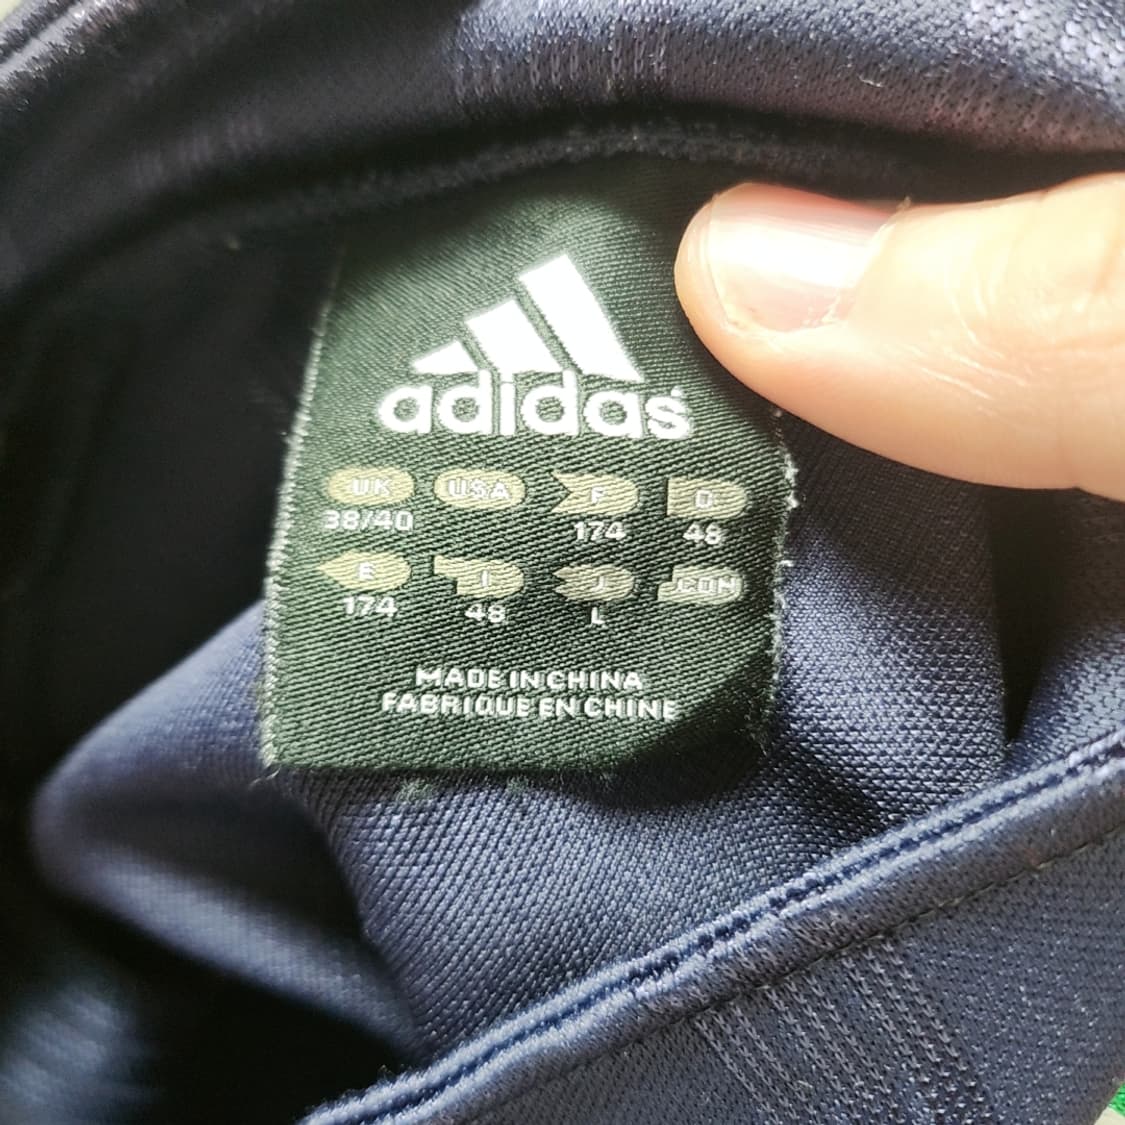 adidas
UK USA F D
38/40 174 48
E I J CDN
174 48 L
MADE IN CHINA
FABRIQUE EN CHINE